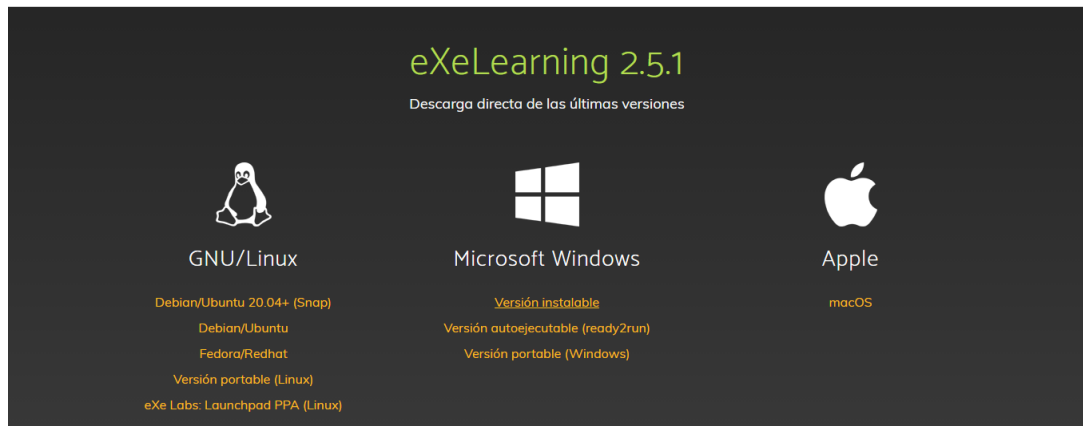 eXeLearning 2.5.1
Descarga directa de las últimas versiones
GNU/Linux
Debian/Ubuntu 20.04+ (Snap)
Debian/Ubuntu
Fedora/Redhat
Versión portable (Linux)
eXe Labs: Launchpad PPA (Linux)
Microsoft Windows
Versión instalable
Versión autoejecutable (ready2run)
Versión portable (Windows)
Apple
macOS